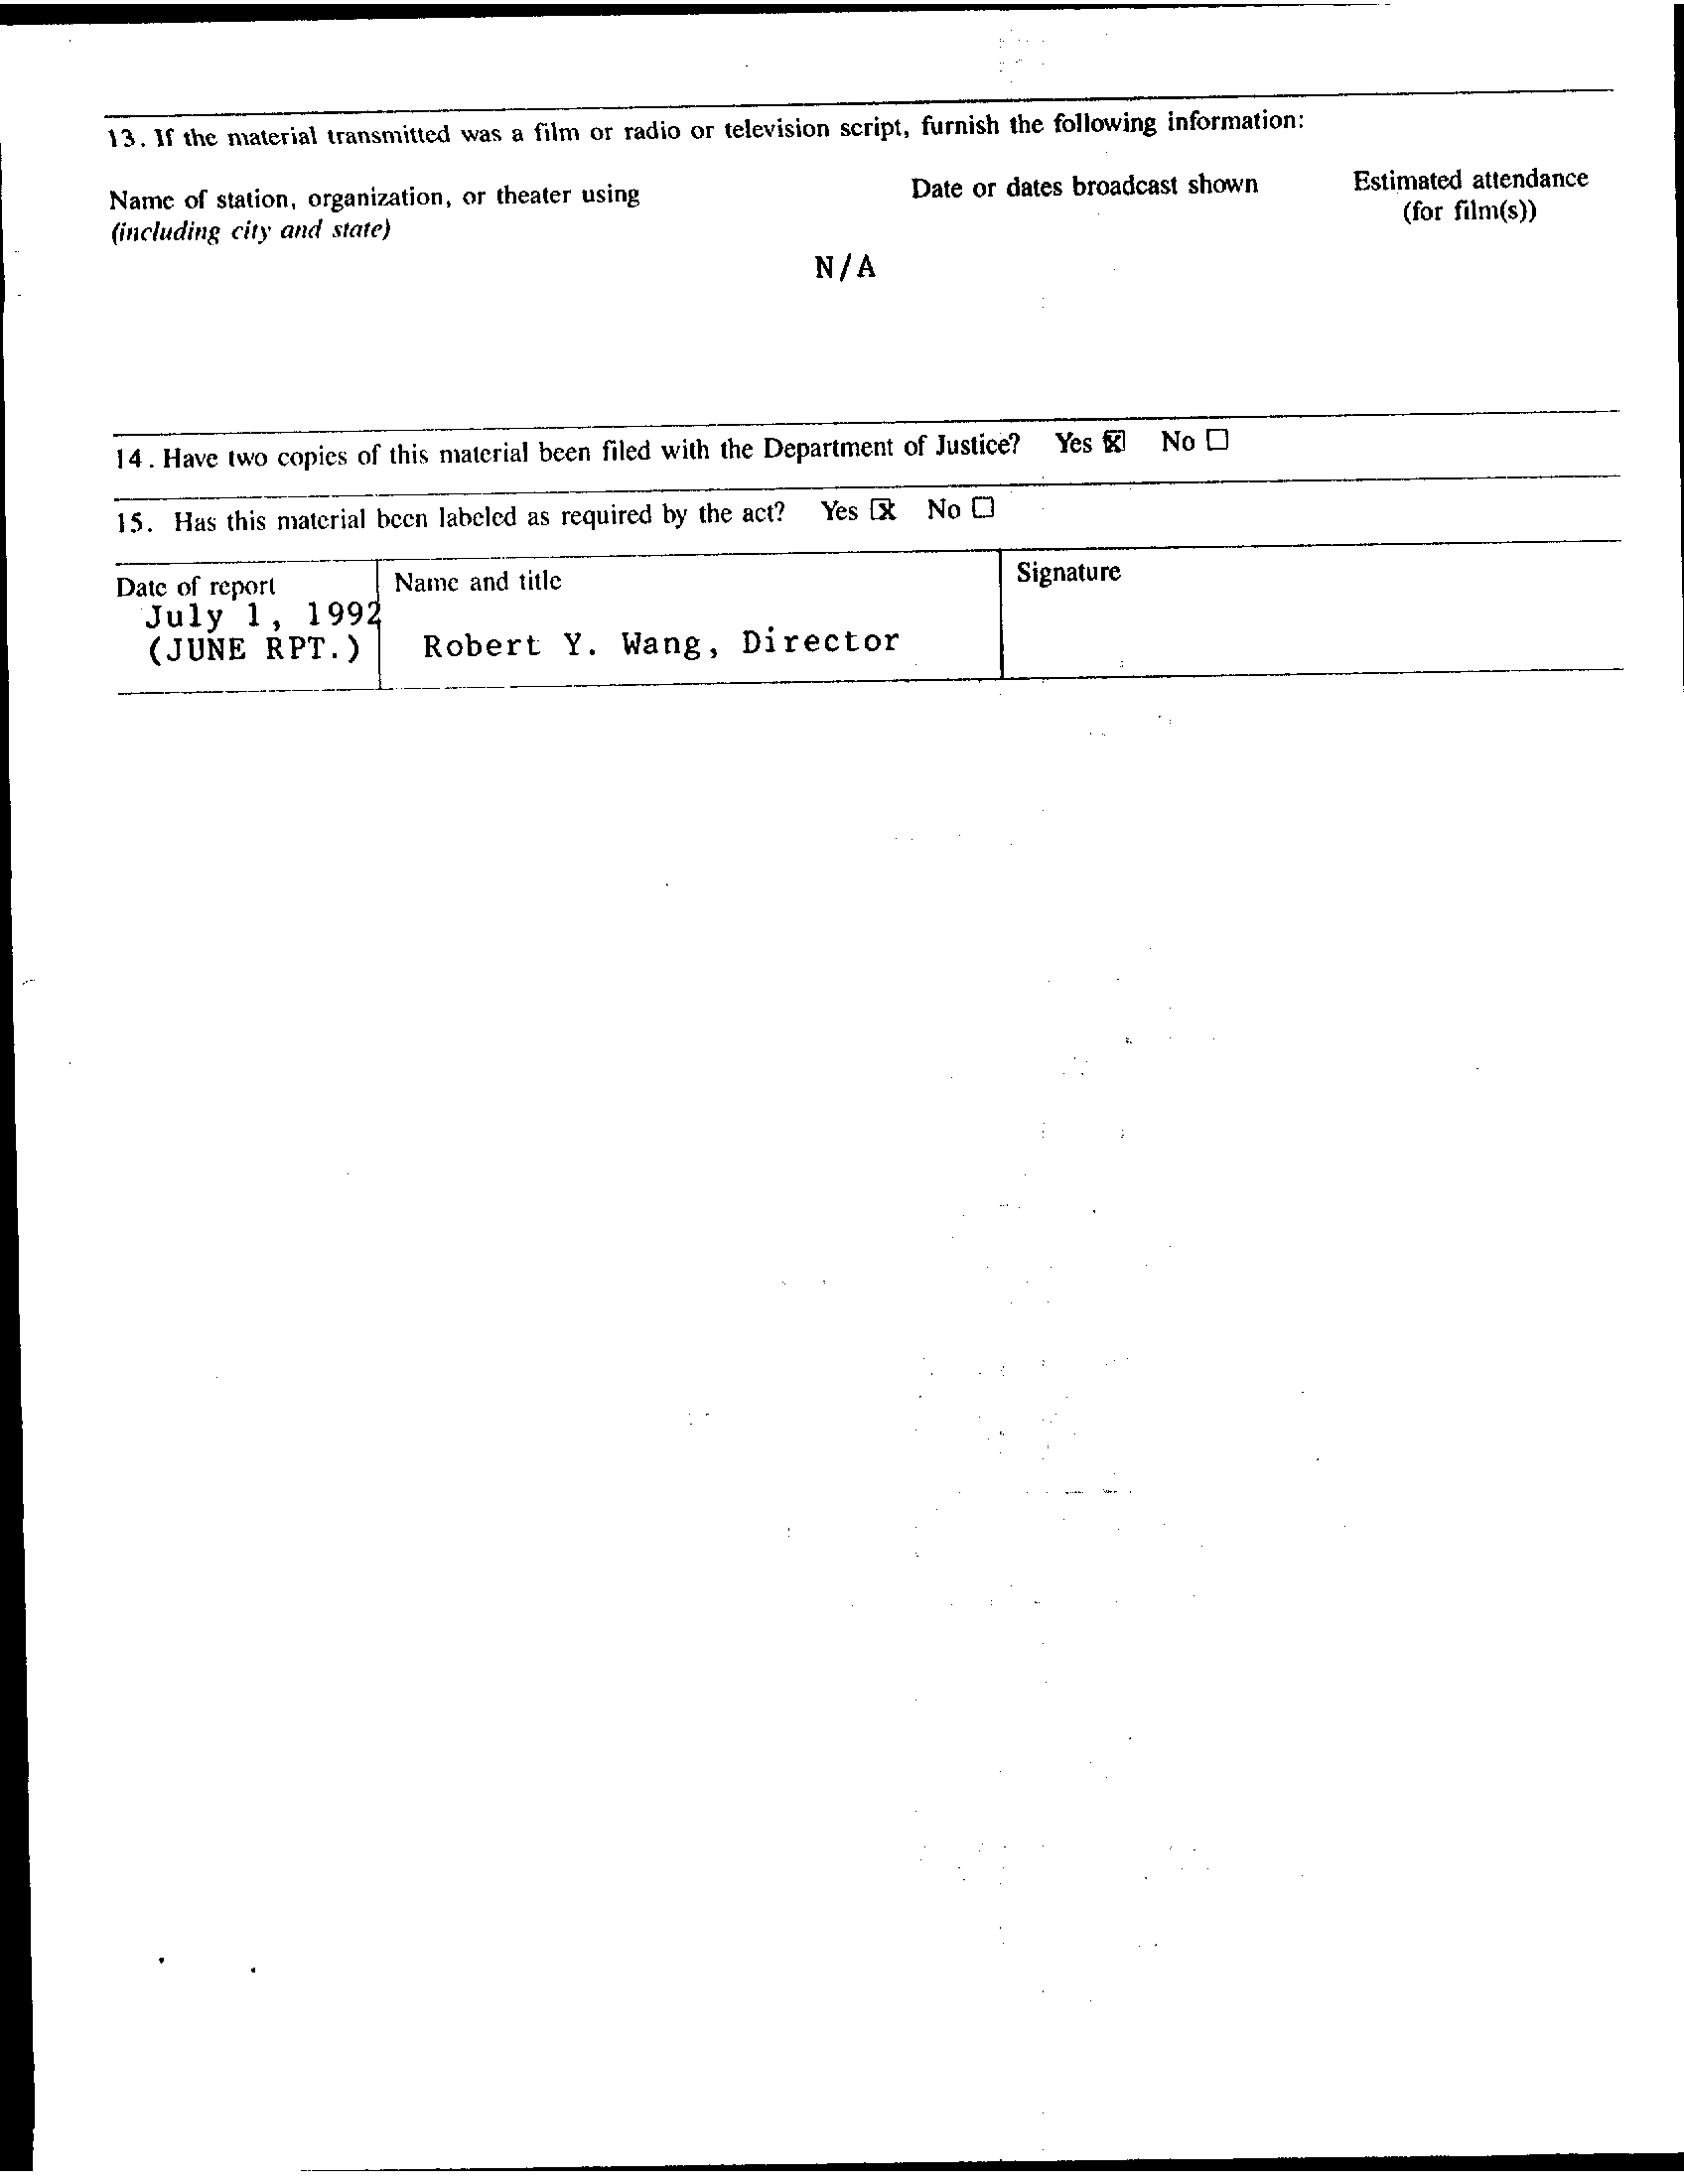 13. If the material transmitted was a film or radio or television script, furnish the following information:
Name of station, organization, or theater using Date or dates broadcast shown Estimated attendance
(including city and state) (for film(s))
N/A
14. Have two copies of this material been filed with the Department of Justice? Yes ☒ No ☐
15. Has this material been labeled as required by the act? Yes ☒ No ☐
Date of report Name and title Signature
July 1, 1992
(JUNE RPT.) Robert Y. Wang, Director